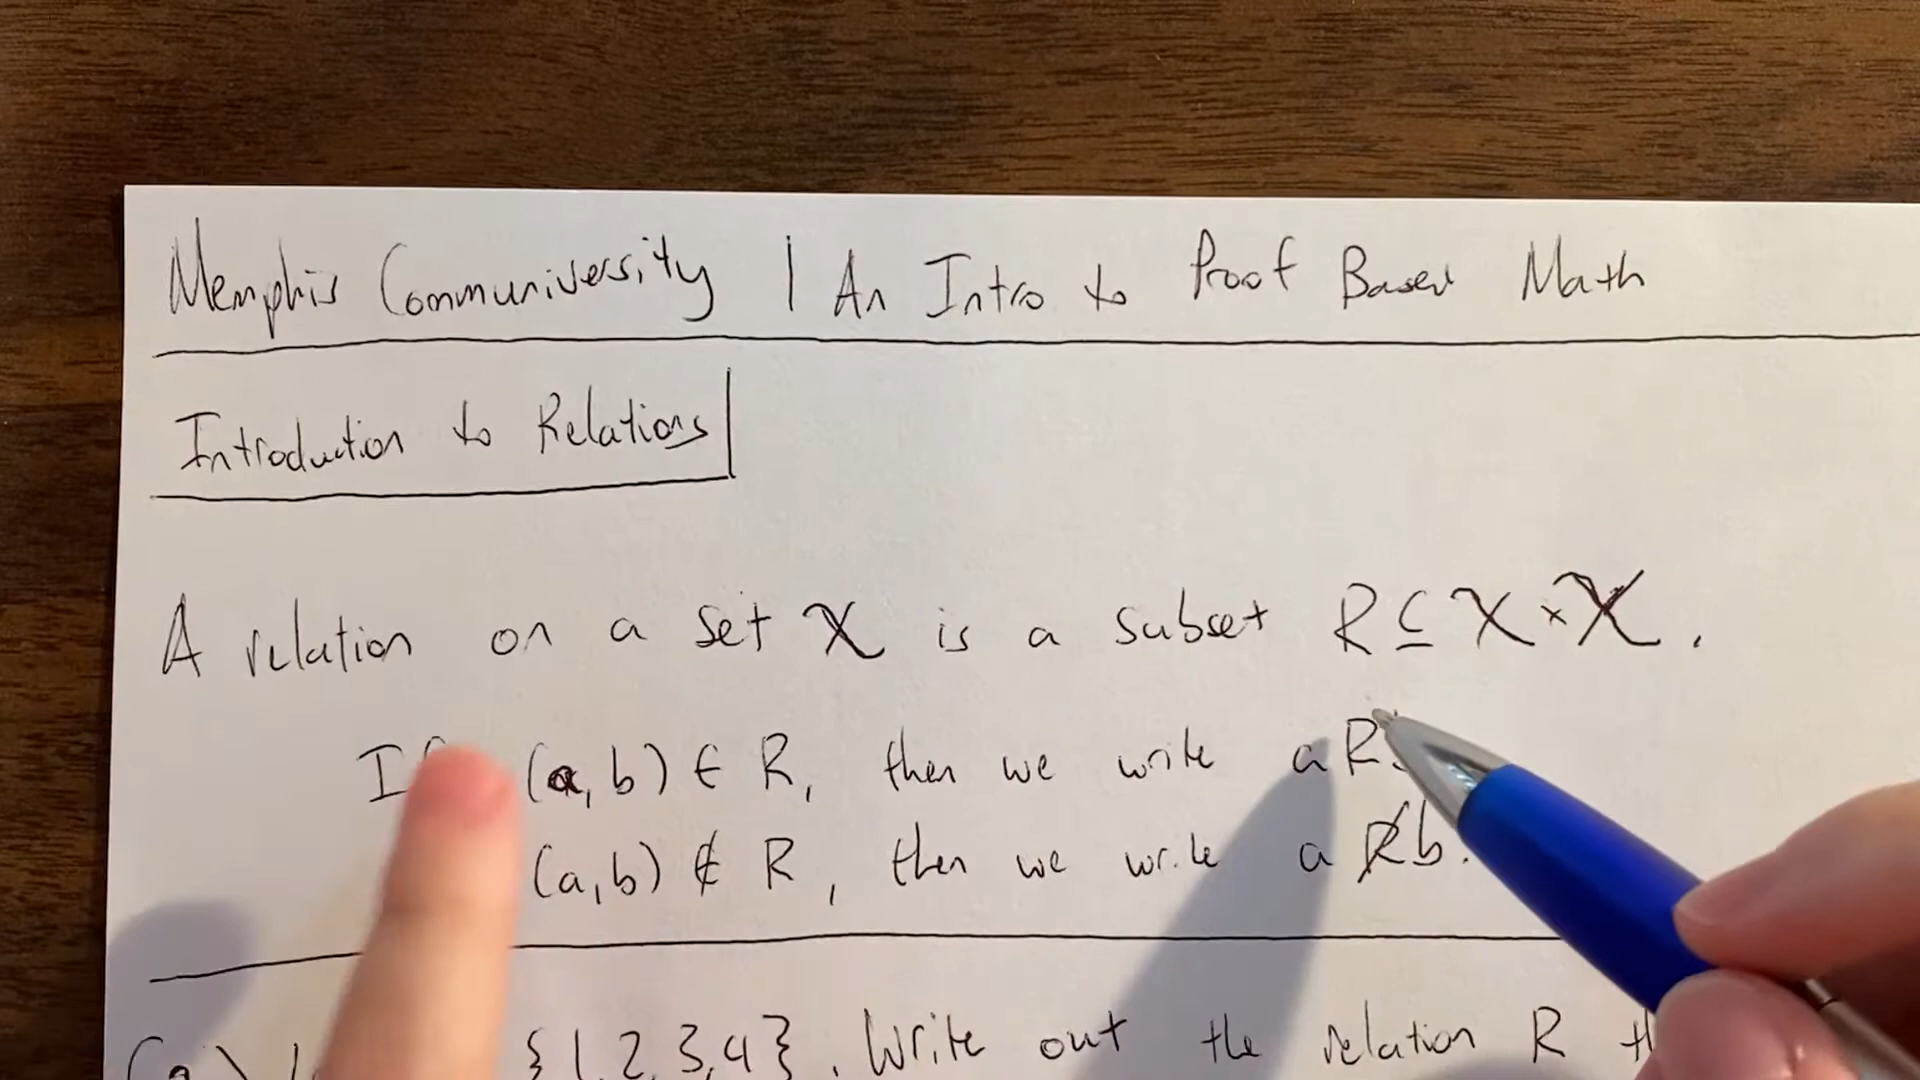 Memphis Communiversity | An Intro to Proof Based Math
Introduction to Relations
A relation on a set X is a subset R ⊆ X × X.
(a, b) ∈ R, then we write a R
(a, b) ∉ R, then we write a R̸ b.
{1, 2, 3, 4}. Write out the relation R